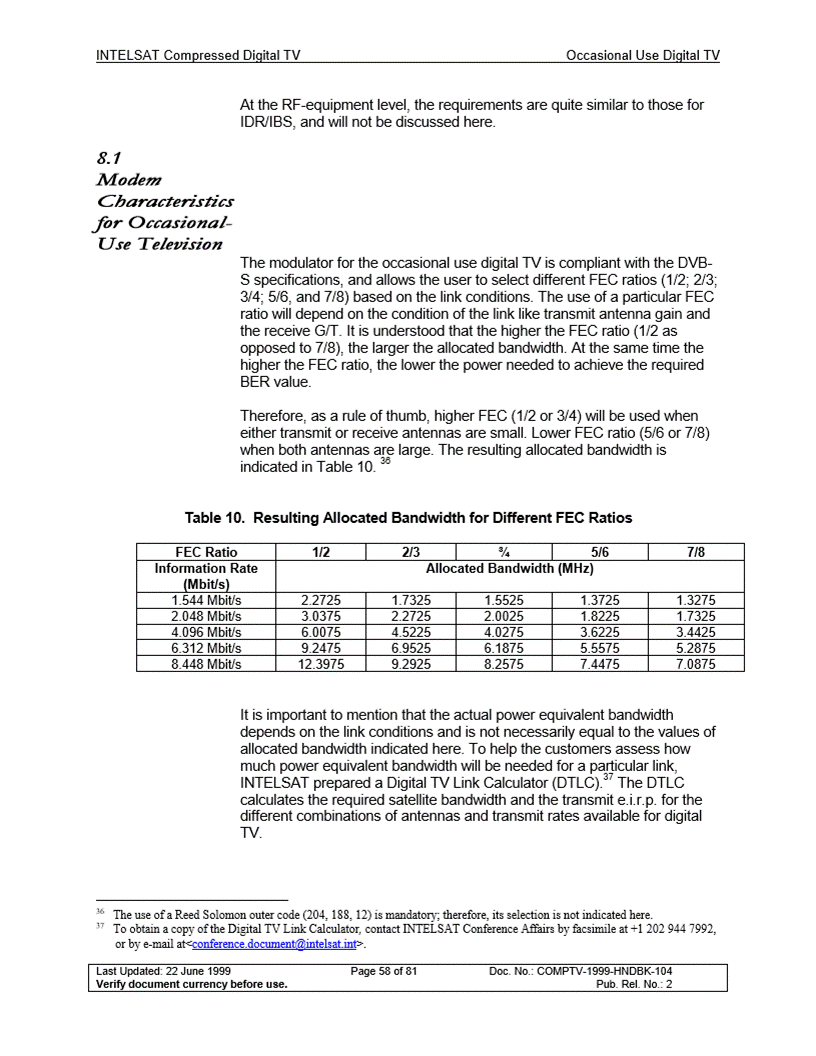 INTELSAT Compressed Digital TV Occasional Use Digital TV
At the RF-equipment level, the requirements are quite similar to those for
IDR/IBS, and will not be discussed here.
8.1
Modem
Characteristics
for Occasional-
Use Television
The modulator for the occasional use digital TV is compliant with the DVB-
S specifications, and allows the user to select different FEC ratios (1/2; 2/3;
3/4; 5/6, and 7/8) based on the link conditions. The use of a particular FEC
ratio will depend on the condition of the link like transmit antenna gain and
the receive G/T. It is understood that the higher the FEC ratio (1/2 as
opposed to 7/8), the larger the allocated bandwidth. At the same time the
higher the FEC ratio, the lower the power needed to achieve the required
BER value.
Therefore, as a rule of thumb, higher FEC (1/2 or 3/4) will be used when
either transmit or receive antennas are small. Lower FEC ratio (5/6 or 7/8)
when both antennas are large. The resulting allocated bandwidth is
indicated in Table 10. 36
Table 10. Resulting Allocated Bandwidth for Different FEC Ratios
FEC Ratio 1/2 2/3 ¾ 5/6 7/8
Information Rate Allocated Bandwidth (MHz)
(Mbit/s)
1.544 Mbit/s 2.2725 1.7325 1.5525 1.3725 1.3275
2.048 Mbit/s 3.0375 2.2725 2.0025 1.8225 1.7325
4.096 Mbit/s 6.0075 4.5225 4.0275 3.6225 3.4425
6.312 Mbit/s 9.2475 6.9525 6.1875 5.5575 5.2875
8.448 Mbit/s 12.3975 9.2925 8.2575 7.4475 7.0875
It is important to mention that the actual power equivalent bandwidth
depends on the link conditions and is not necessarily equal to the values of
allocated bandwidth indicated here. To help the customers assess how
much power equivalent bandwidth will be needed for a particular link,
INTELSAT prepared a Digital TV Link Calculator (DTLC).37 The DTLC
calculates the required satellite bandwidth and the transmit e.i.r.p. for the
different combinations of antennas and transmit rates available for digital
TV.
36 The use of a Reed Solomon outer code (204, 188, 12) is mandatory; therefore, its selection is not indicated here.
37 To obtain a copy of the Digital TV Link Calculator, contact INTELSAT Conference Affairs by facsimile at +1 202 944 7992,
or by e-mail at<conference.document@intelsat.int>.
Last Updated: 22 June 1999 Page 58 of 81 Doc. No.: COMPTV-1999-HNDBK-104
Verify document currency before use. Pub. Rel. No.: 2